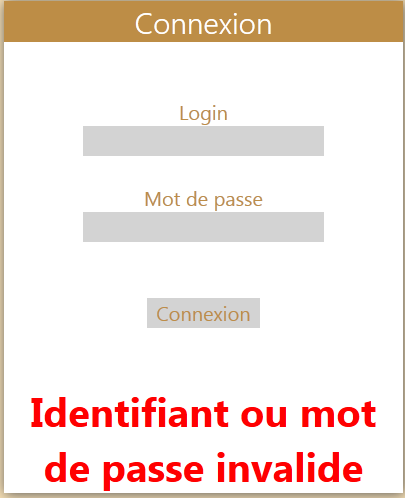 Connexion
Login
Mot de passe
Connexion
Identifiant ou mot
de passe invalide